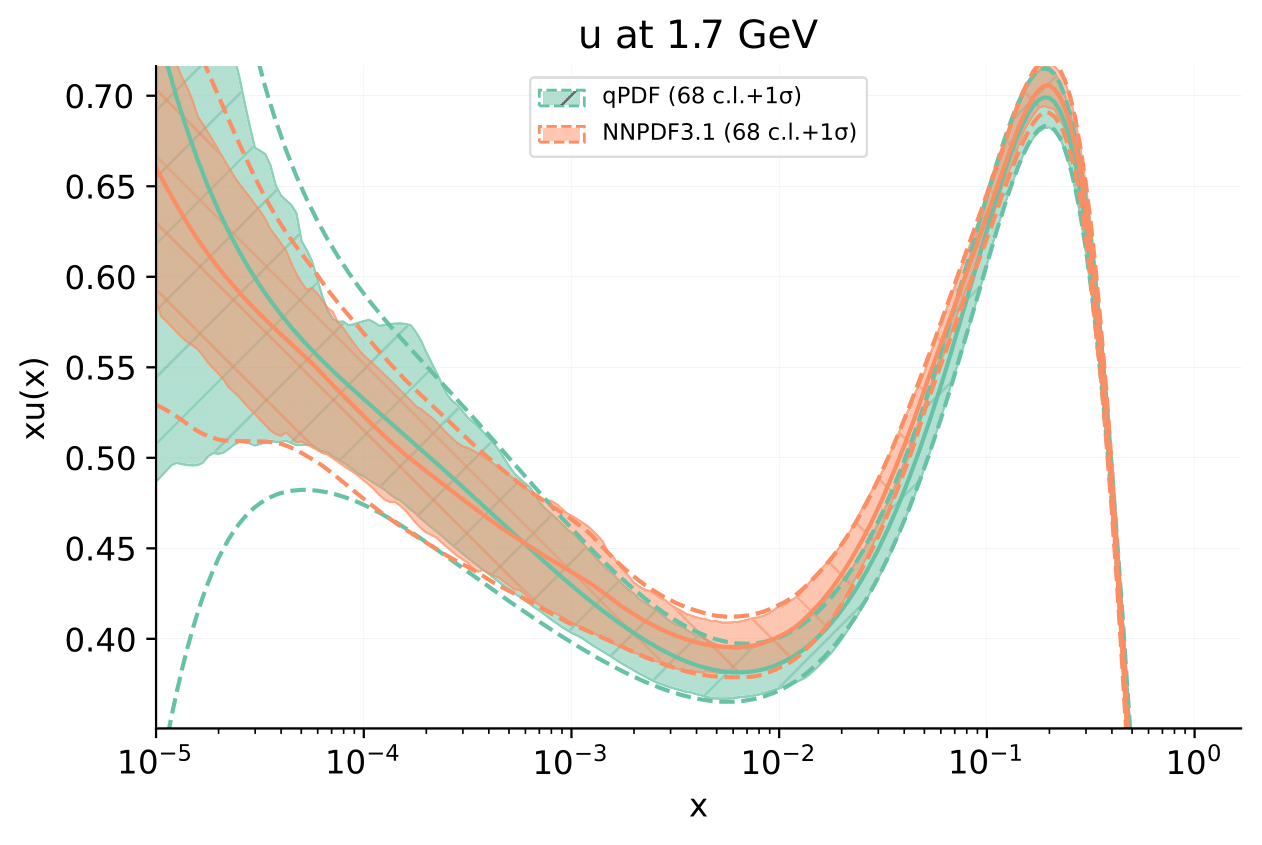 u at 1.7 GeV
qPDF (68 c.l.+1σ)
NNPDF3.1 (68 c.l.+1σ)
xu(x)
0.70
0.65
0.60
0.55
0.50
0.45
0.40
10⁻⁵ 10⁻⁴ 10⁻³ 10⁻² 10⁻¹ 10⁰
x